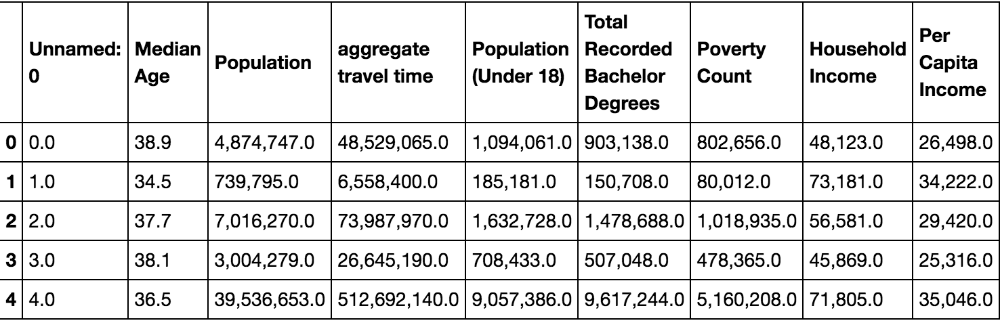 Unnamed: 0 Median Age Population aggregate travel time Population (Under 18) Total Recorded Bachelor Degrees Poverty Count Household Income Per Capita Income
0 0.0 38.9 4,874,747.0 48,529,065.0 1,094,061.0 903,138.0 802,656.0 48,123.0 26,498.0
1 1.0 34.5 739,795.0 6,558,400.0 185,181.0 150,708.0 80,012.0 73,181.0 34,222.0
2 2.0 37.7 7,016,270.0 73,987,970.0 1,632,728.0 1,478,688.0 1,018,935.0 56,581.0 29,420.0
3 3.0 38.1 3,004,279.0 26,645,190.0 708,433.0 507,048.0 478,365.0 45,869.0 25,316.0
4 4.0 36.5 39,536,653.0 512,692,140.0 9,057,386.0 9,617,244.0 5,160,208.0 71,805.0 35,046.0